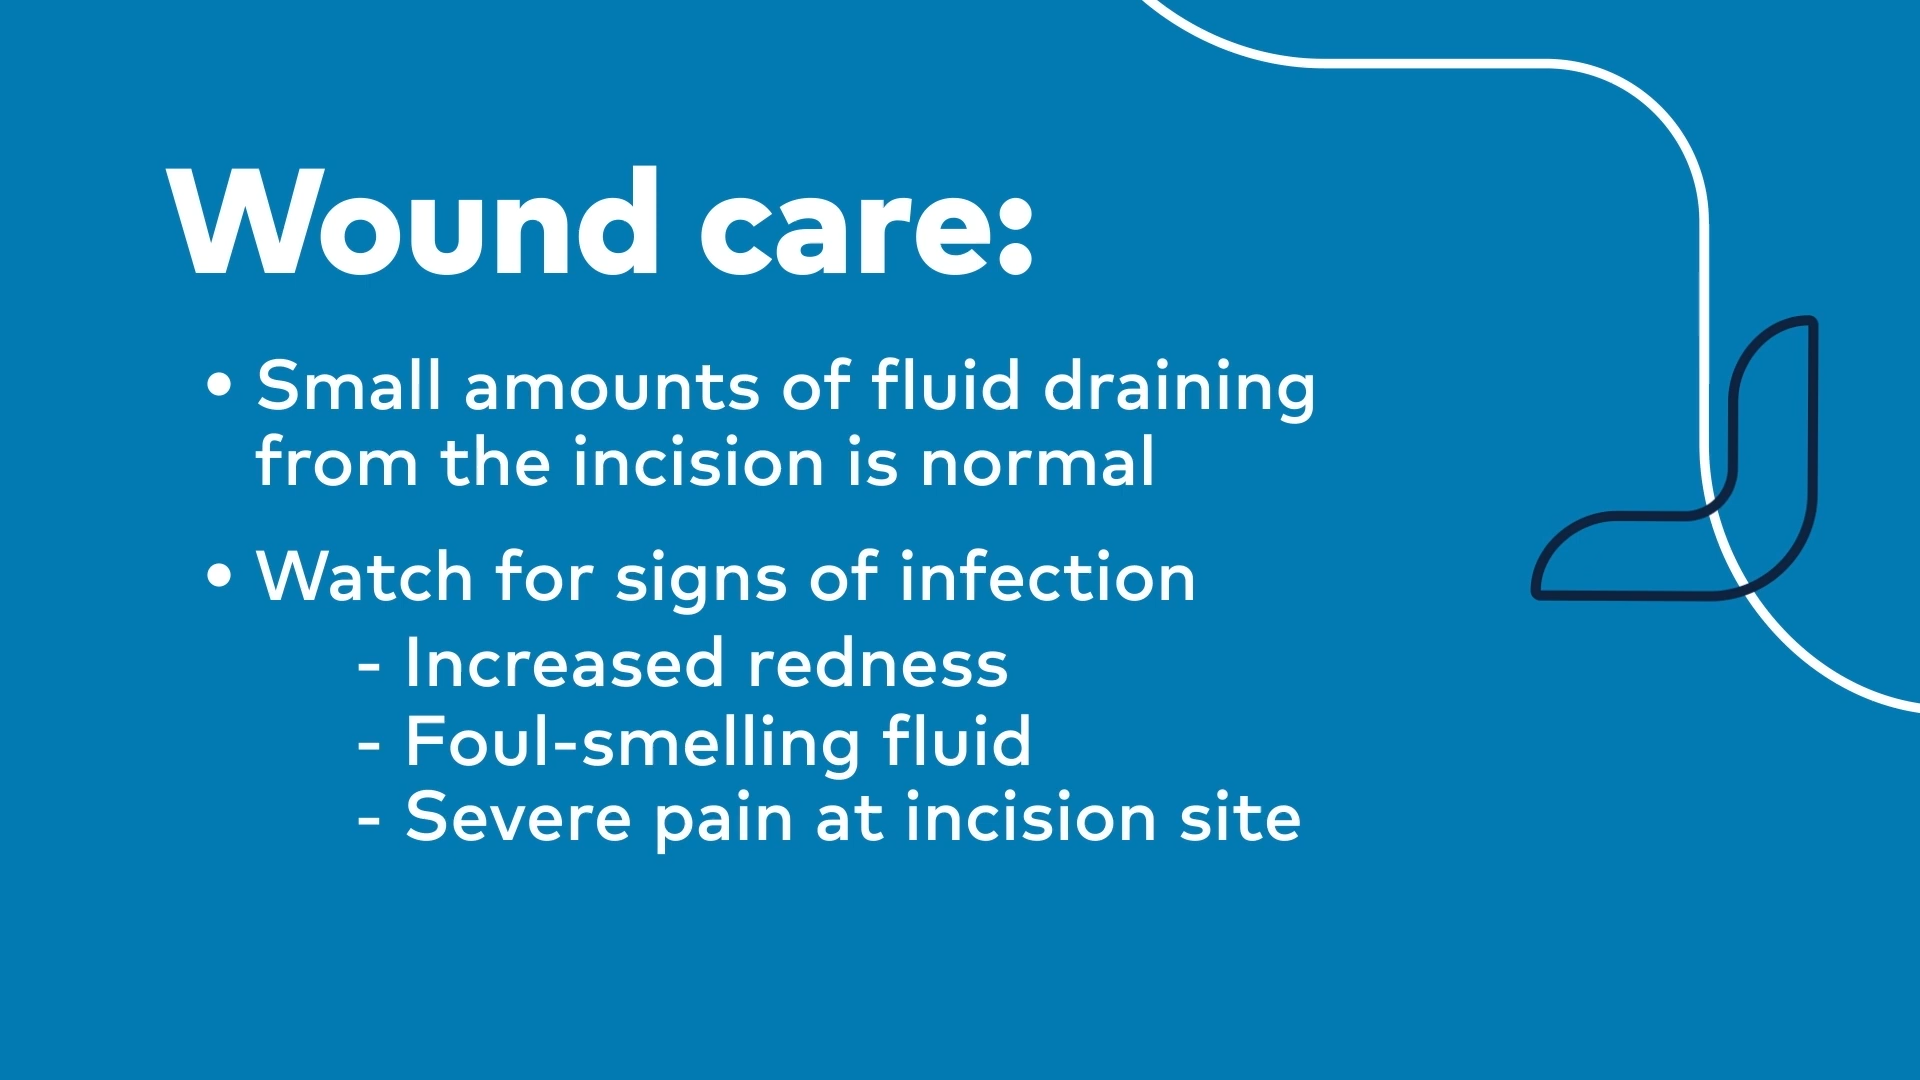 Wound care:
• Small amounts of fluid draining
from the incision is normal
• Watch for signs of infection
- Increased redness
- Foul-smelling fluid
- Severe pain at incision site